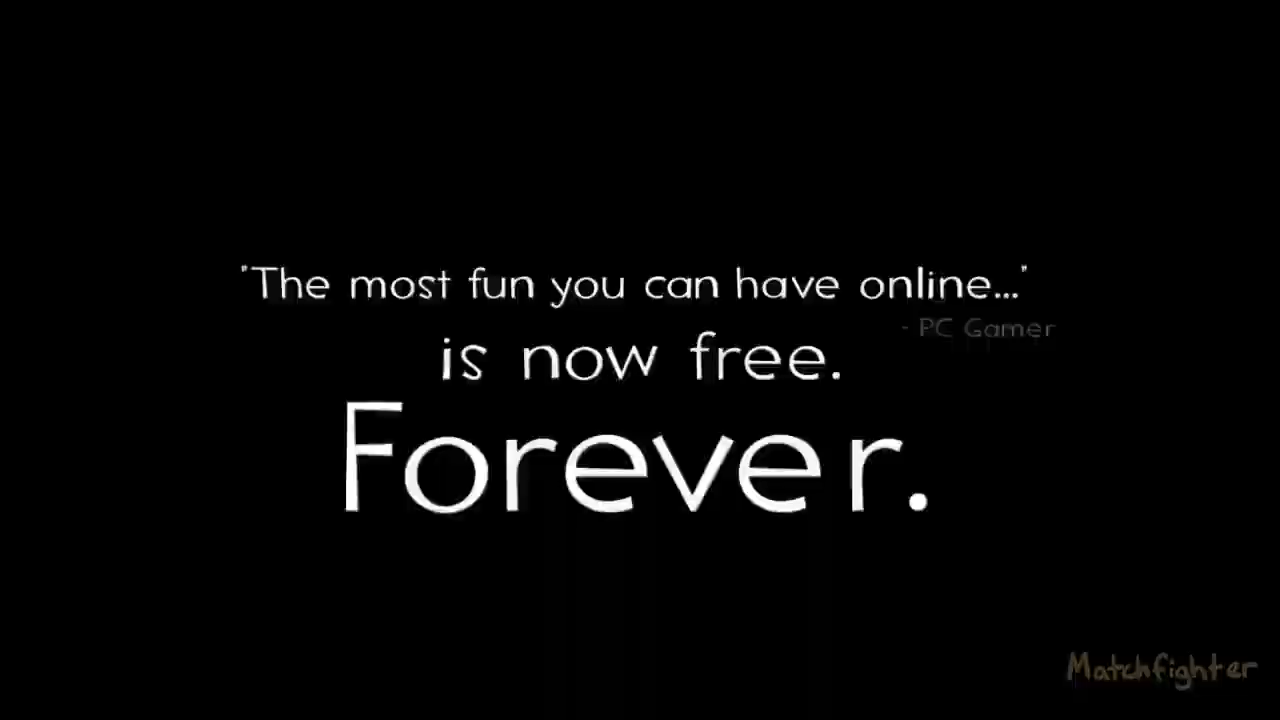 "The most fun you can have online..."
- PC Gamer
is now free.
Forever.
Matchfighter